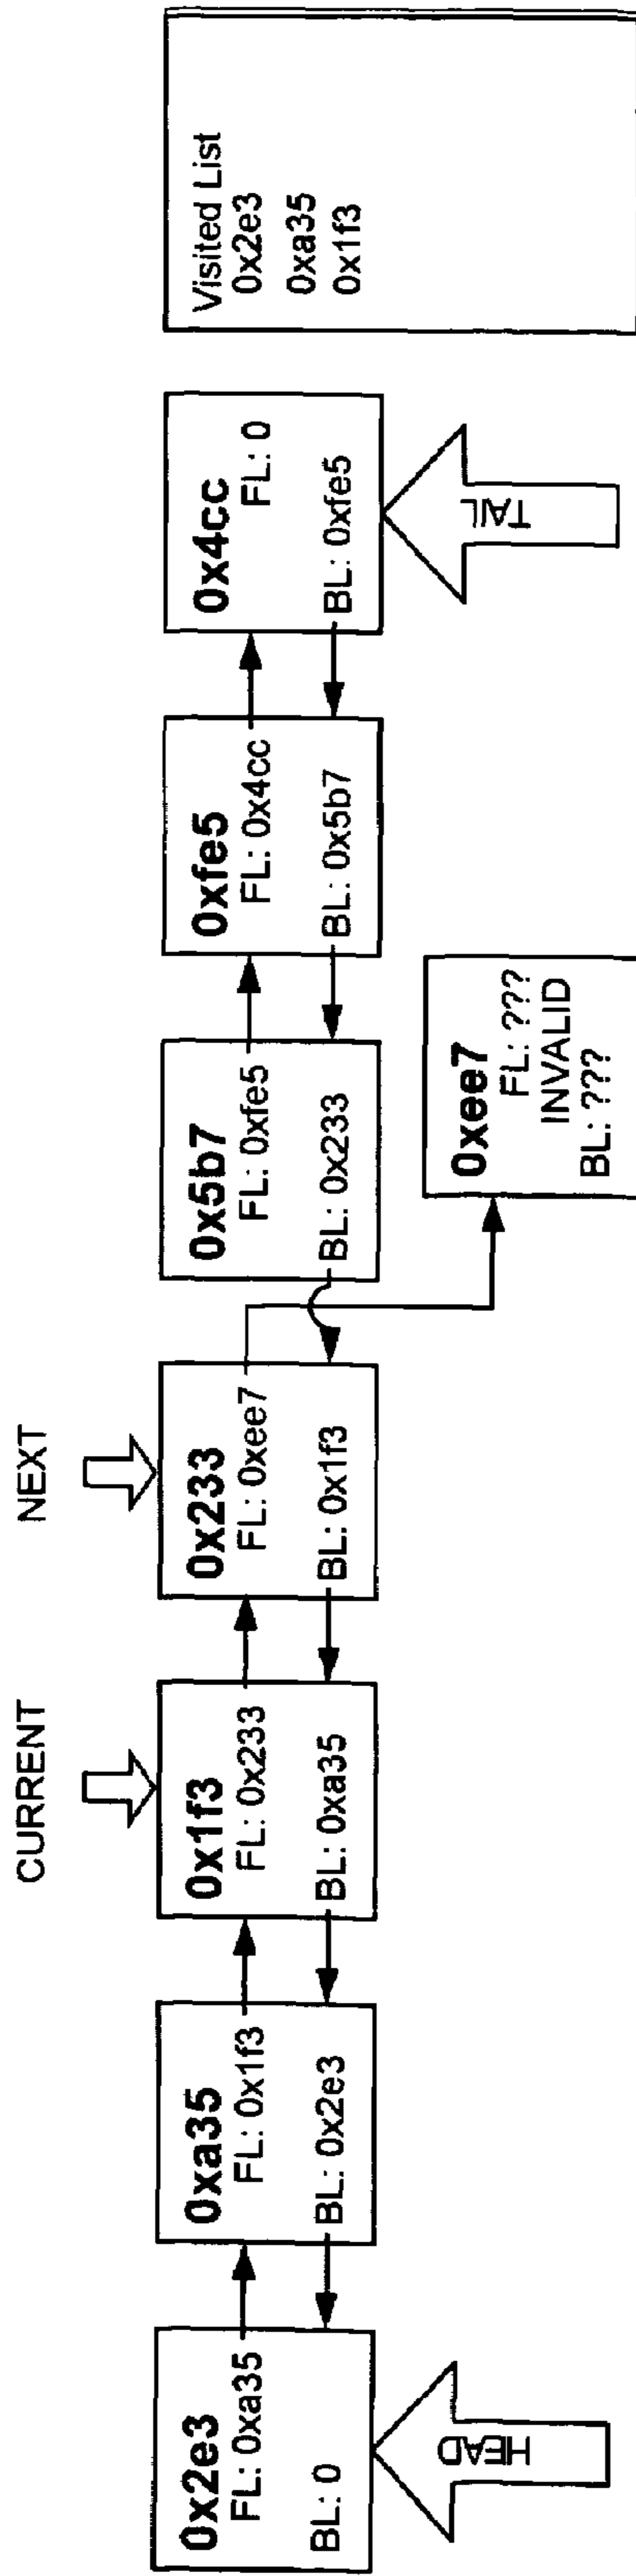 CURRENT
NEXT
0x2e3
FL: 0xa35
BL: 0
0xa35
FL: 0x1f3
BL: 0x2e3
0x1f3
FL: 0x233
BL: 0xa35
0x233
FL: 0xee7
BL: 0x1f3
0x5b7
FL: 0xfe5
BL: 0x233
0xfe5
FL: 0x4cc
BL: 0x5b7
0x4cc
FL: 0
BL: 0xfe5
0xee7
FL: ???
INVALID
BL: ???
HEAD
TAIL
Visited List
0x2e3
0xa35
0x1f3